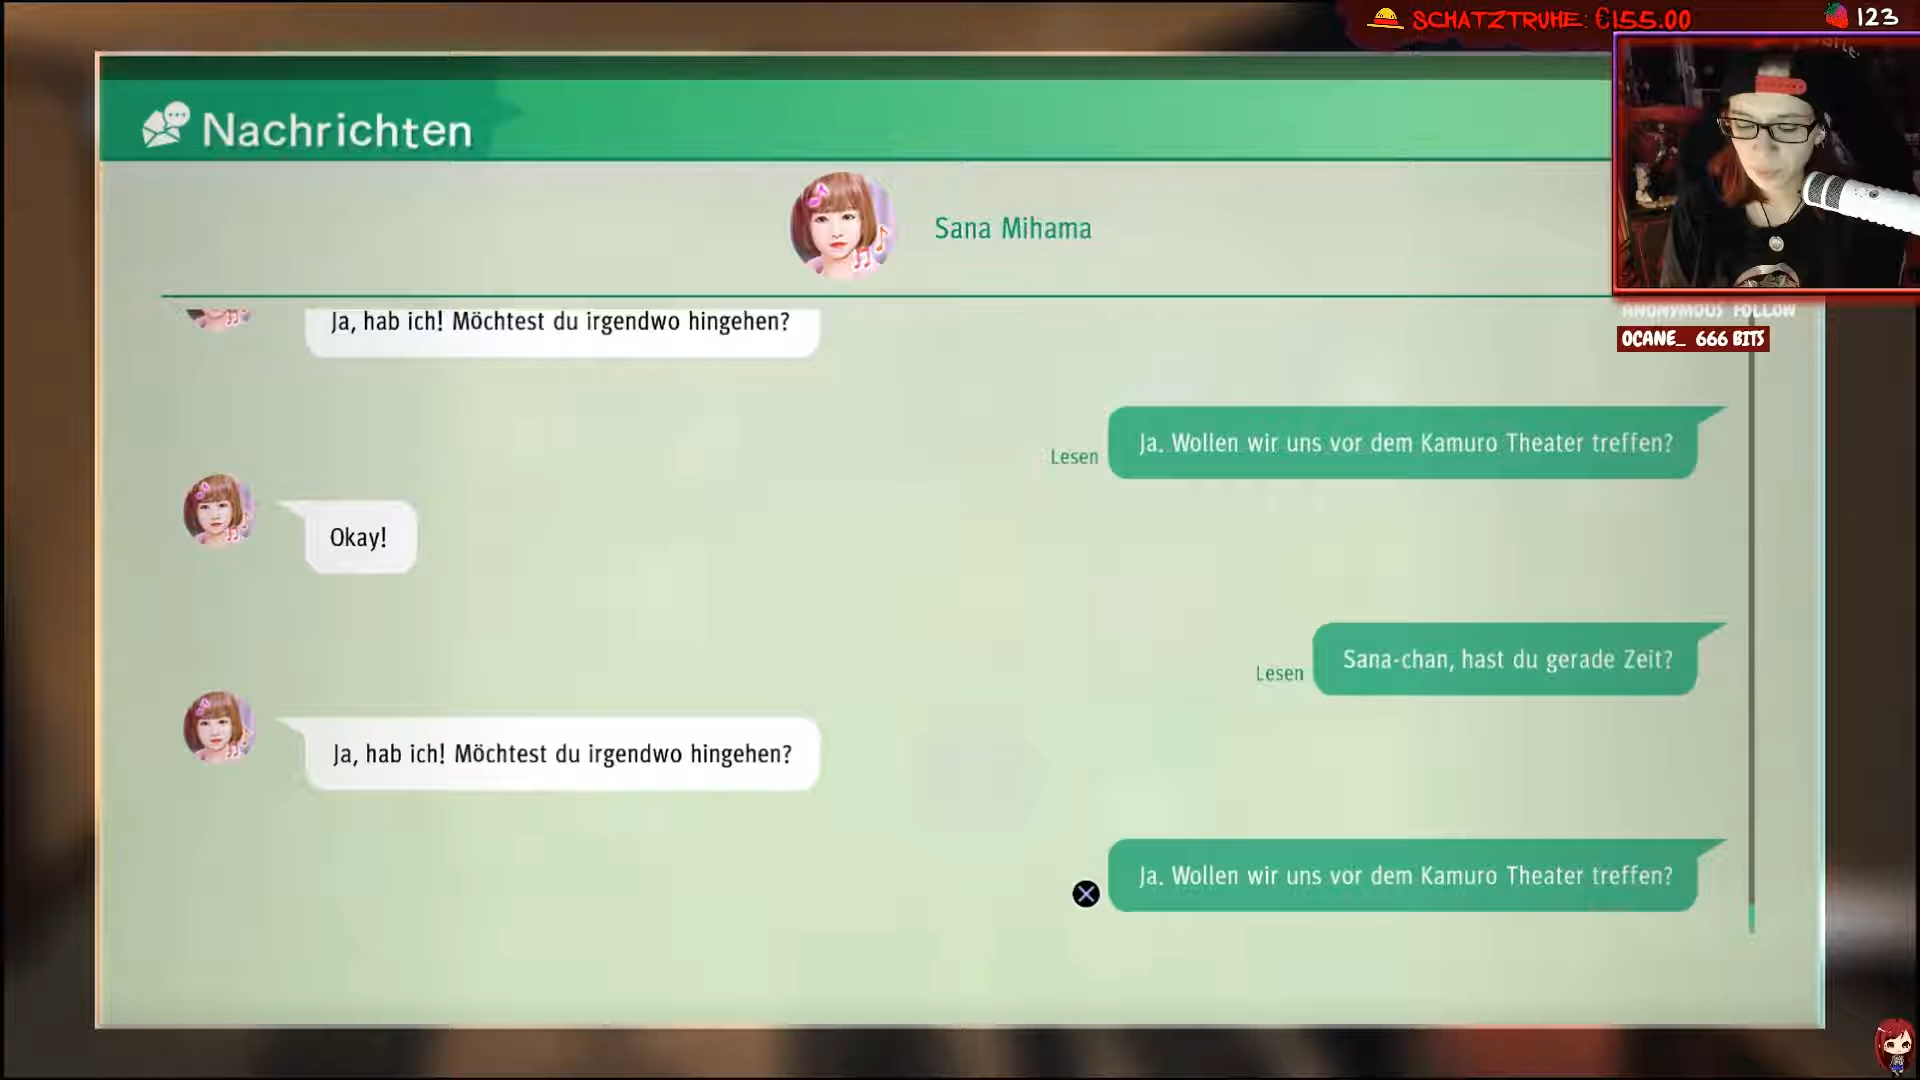 SCHATZTRUHE: €155.00
123
Nachrichten
Sana Mihama
ANONYMOUS FOLLOW
OCANE_ 666 BITS
Ja, hab ich! Möchtest du irgendwo hingehen?
Ja. Wollen wir uns vor dem Kamuro Theater treffen?
Lesen
Okay!
Sana-chan, hast du gerade Zeit?
Lesen
Ja, hab ich! Möchtest du irgendwo hingehen?
Ja. Wollen wir uns vor dem Kamuro Theater treffen?